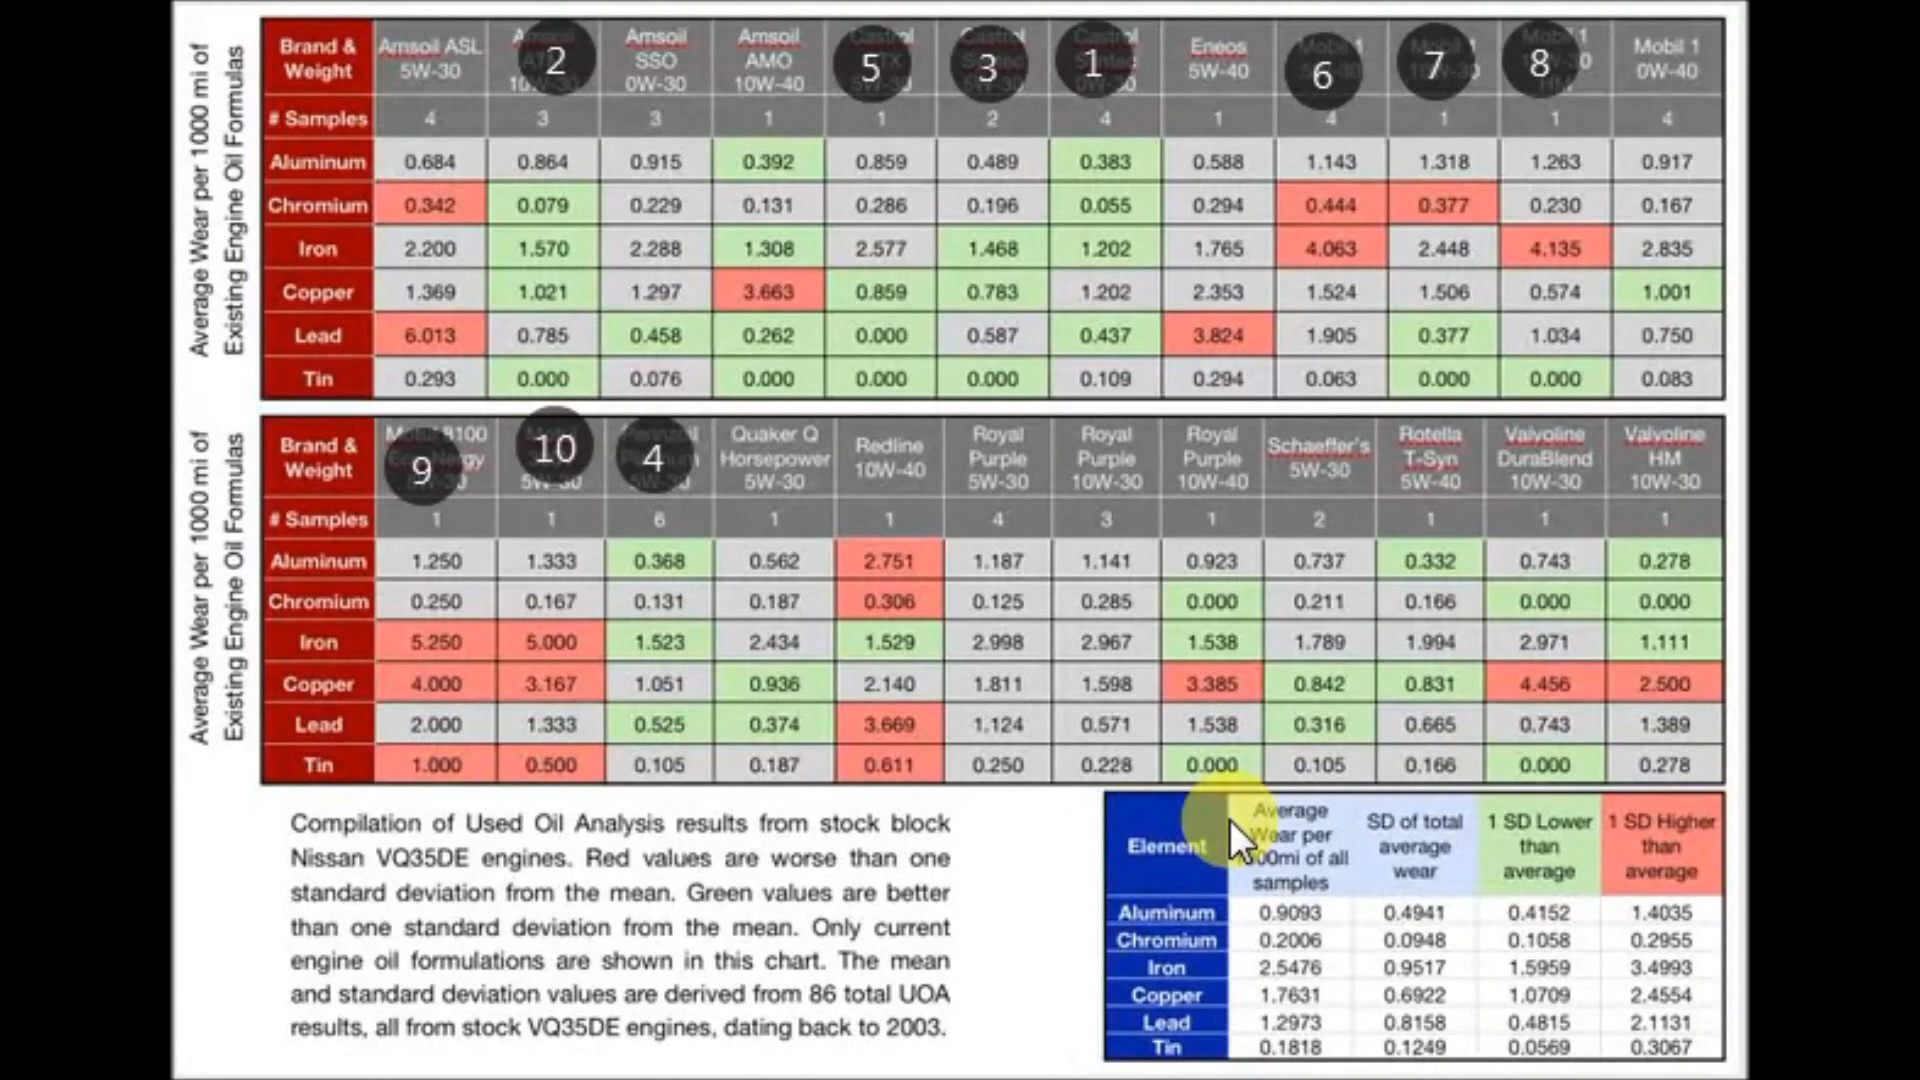 Average Wear per 1000 mi of
Existing Engine Oil Formulas
Brand & Weight Amsoil ASL 5W-30 2 Amsoil SSO 0W-30 Amsoil AMO 10W-40 5 3 1 Eneos 5W-40 6 7 8 Mobil 1 0W-40
# Samples 4 3 3 1 1 2 4 1 4 1 1 4
Aluminum 0.684 0.864 0.915 0.392 0.859 0.489 0.383 0.588 1.143 1.318 1.263 0.917
Chromium 0.342 0.079 0.229 0.131 0.286 0.196 0.055 0.294 0.444 0.377 0.230 0.167
Iron 2.200 1.570 2.288 1.308 2.577 1.468 1.202 1.765 4.063 2.448 4.135 2.835
Copper 1.369 1.021 1.297 3.663 0.859 0.783 1.202 2.353 1.524 1.506 0.574 1.001
Lead 6.013 0.785 0.458 0.262 0.000 0.587 0.437 3.824 1.905 0.377 1.034 0.750
Tin 0.293 0.000 0.076 0.000 0.000 0.000 0.109 0.294 0.063 0.000 0.000 0.083
Average Wear per 1000 mi of
Existing Engine Oil Formulas
Brand & Weight 9 10 4 Quaker Q Horsepower 5W-30 Redline 10W-40 Royal Purple 5W-30 Royal Purple 10W-30 Royal Purple 10W-40 Schaeffer's 5W-30 Rotella T-Syn 5W-40 Valvoline DuraBlend 10W-30 Valvoline HM 10W-30
# Samples 1 1 6 1 1 4 3 1 2 1 1 1
Aluminum 1.250 1.333 0.368 0.562 2.751 1.187 1.141 0.923 0.737 0.332 0.743 0.278
Chromium 0.250 0.167 0.131 0.187 0.306 0.125 0.285 0.000 0.211 0.166 0.000 0.000
Iron 5.250 5.000 1.523 2.434 1.529 2.998 2.967 1.538 1.789 1.994 2.971 1.111
Copper 4.000 3.167 1.051 0.936 2.140 1.811 1.598 3.385 0.842 0.831 4.456 2.500
Lead 2.000 1.333 0.525 0.374 3.669 1.124 0.571 1.538 0.316 0.665 0.743 1.389
Tin 1.000 0.500 0.105 0.187 0.611 0.250 0.228 0.000 0.105 0.166 0.000 0.278
Compilation of Used Oil Analysis results from stock block
Nissan VQ35DE engines. Red values are worse than one
standard deviation from the mean. Green values are better
than one standard deviation from the mean. Only current
engine oil formulations are shown in this chart. The mean
and standard deviation values are derived from 86 total UOA
results, all from stock VQ35DE engines, dating back to 2003.
Element Average Wear per of all samples SD of total average wear 1 SD Lower than average 1 SD Higher than average
Aluminum 0.9093 0.4941 0.4152 1.4035
Chromium 0.2006 0.0948 0.1058 0.2955
Iron 2.5476 0.9517 1.5959 3.4993
Copper 1.7631 0.6922 1.0709 2.4554
Lead 1.2973 0.8158 0.4815 2.1131
Tin 0.1818 0.1249 0.0569 0.3067